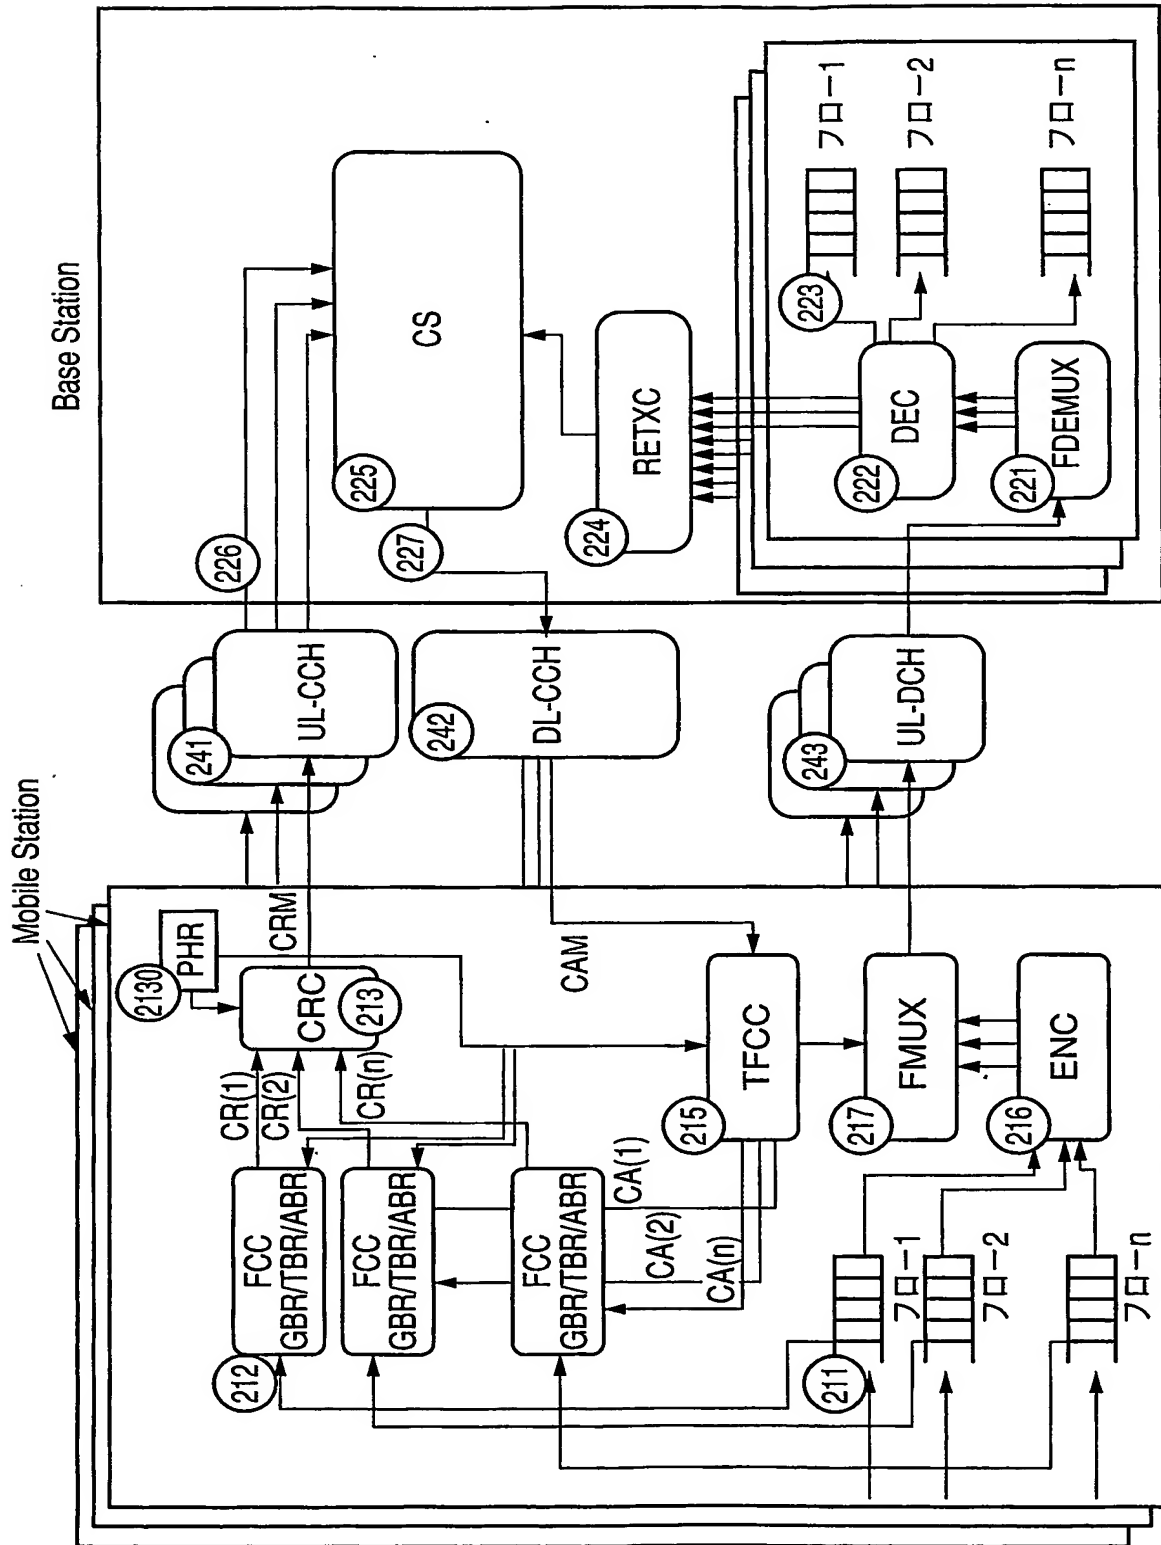 Mobile Station
Base Station
2130
PHR
CRC
213
CRM
CR(1)
CR(2)
CR(n)
FCC
GBR/TBR/ABR
212
FCC
GBR/TBR/ABR
FCC
GBR/TBR/ABR
CA(1)
CA(2)
CA(n)
CAM
TFCC
215
FMUX
217
ENC
216
211
フロー1
フロー2
フローn
UL-CCH
241
DL-CCH
242
UL-DCH
243
226
CS
225
227
RETXC
224
DEC
222
FDEMUX
221
223
フロー1
フロー2
フローn